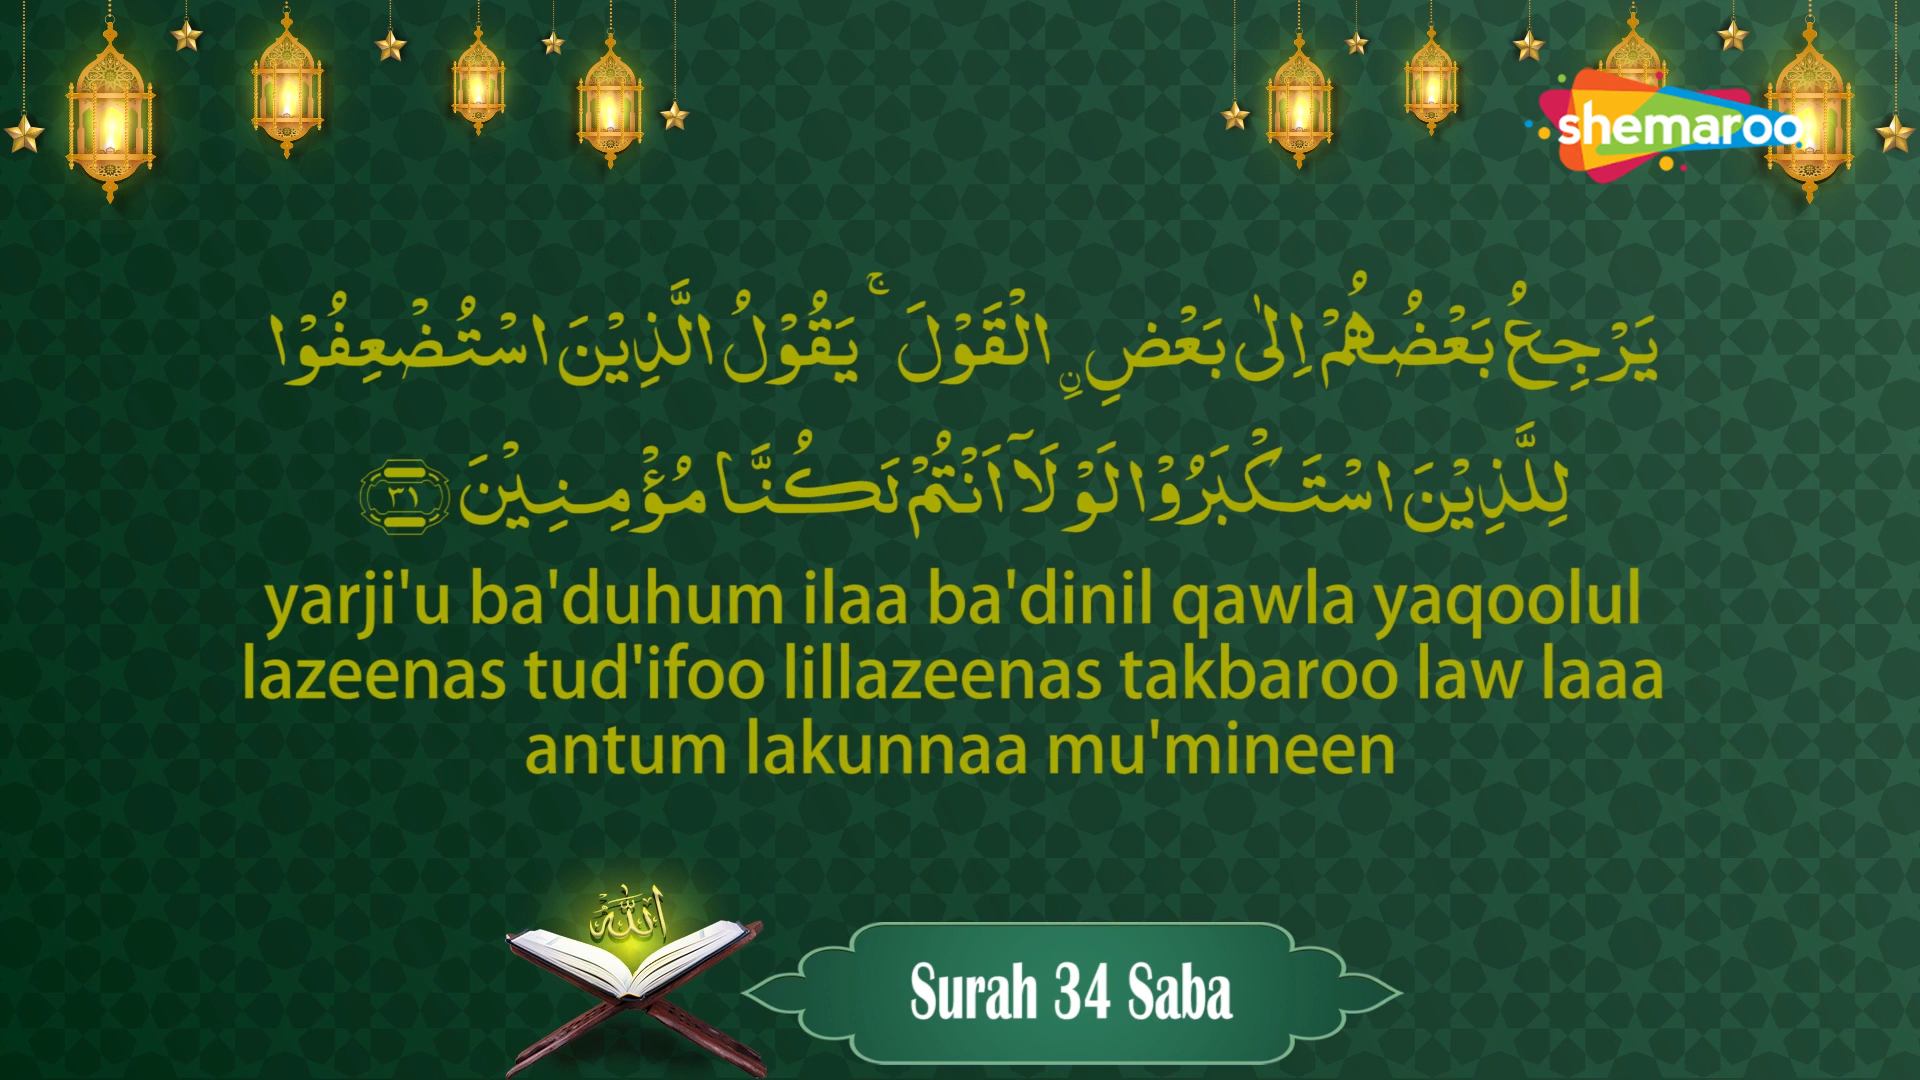 shemaroo
يَرْجِعُ بَعْضُهُمْ اِلٰى بَعْضِ ۨ الْقَوْلَ ۚ يَقُوْلُ الَّذِيْنَ اسْتُضْعِفُوْا
لِلَّذِيْنَ اسْتَكْبَرُوْا لَوْ لَآ اَنْتُمْ لَكُنَّا مُؤْمِنِيْنَ ۝٣١
yarji'u ba'duhum ilaa ba'dinil qawla yaqoolul
lazeenas tud'ifoo lillazeenas takbaroo law laaa
antum lakunnaa mu'mineen
الله
Surah 34 Saba